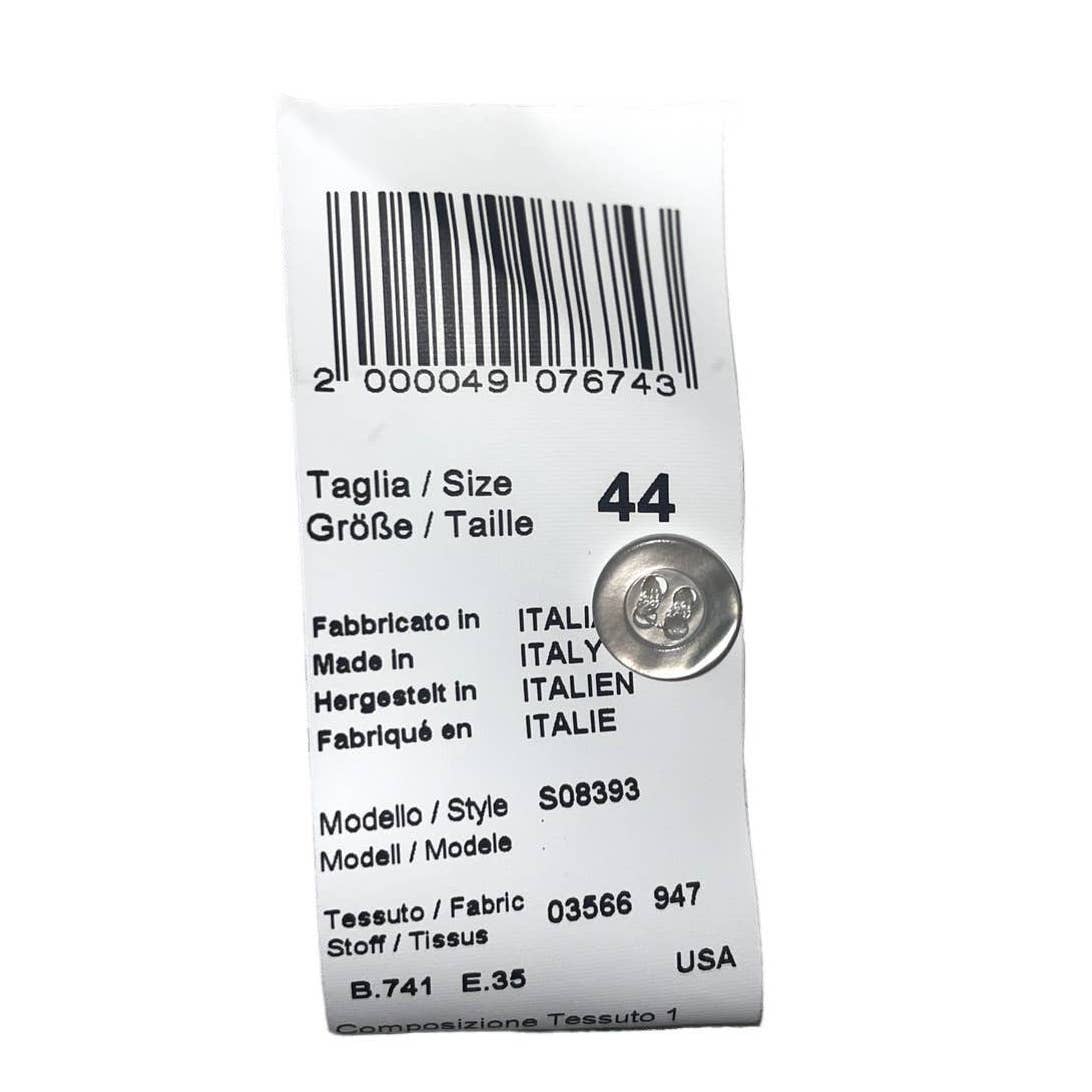 2 000049 076743
Taglia / Size 44
Größe / Taille
Fabbricato in
Made in ITALY
Hergestelt in ITALIEN
Fabriqué en ITALIE
Modello / Style S08393
Modell / Modele
Tessuto / Fabric 03566 947
Stoff / Tissus
B.741 E.35 USA
Composizione Tessuto 1